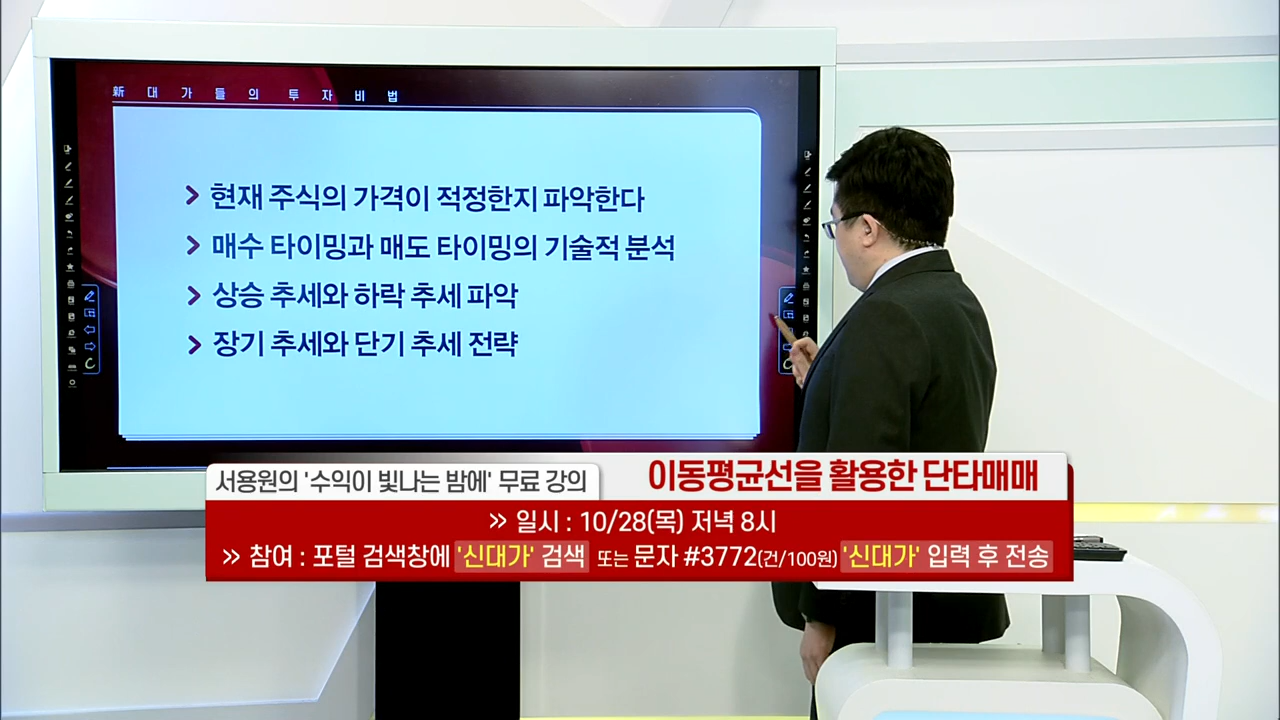 新대가들의 투자비법
현재 주식의 가격이 적정한지 파악한다
매수 타이밍과 매도 타이밍의 기술적 분석
상승 추세와 하락 추세 파악
장기 추세와 단기 추세 전략
서용원의 '수익이 빛나는 밤에' 무료 강의
이동평균선을 활용한 단타매매
» 일시 : 10/28(목) 저녁 8시
» 참여 : 포털 검색창에 '신대가' 검색 또는 문자 #3772(건/100원) '신대가' 입력 후 전송